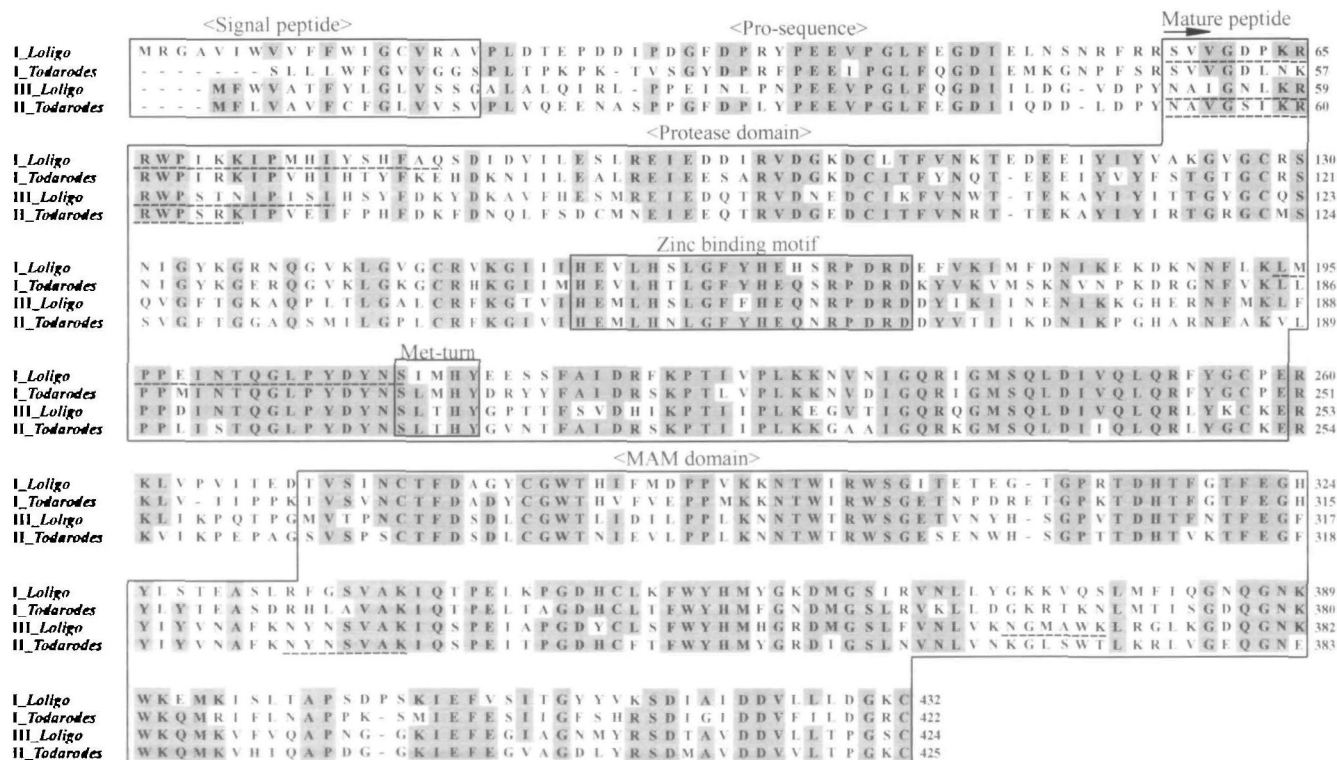 <Signal peptide> <Pro-sequence> Mature peptide
I_Loligo M R G A V I W V V F F W I G C V R A V P L D T E P D D I P D G F D P R Y P E E V P G L F E G D I E L N S N R F R R S V V G D P K R 65
I_Todarodes - - - - - - - - S L L L W F G V V G G S P L T P K P K - T V S G Y D P R F P E E I P G L F Q G D I E M K G N P F S R S V V G D L N K 57
III_Loligo - - - - M F W V A T F Y L G L V S S G A L A L Q I R L - P P E I N L P N P E E V P G L F Q G D I I L D G - V D P Y N A I G N L K R 59
II_Todarodes - - - - M F L V A V F C F G L V V S V P L V Q E E N A S P P G F D P L Y P E E V P G L F E G D I I Q D D - L D P Y N A V G S I K R 60
<Protease domain>
I_Loligo R W P I K K I P M H I Y S H F A Q S D I D V I L E S L R E I E D D I R V D G K D C L T F V N K T E D E E I Y I Y V A K G V G C R S 130
I_Todarodes R W P I R K I P V H I H T Y F K E H D K N I I L E A L R E I E E S A R V D G K D C I T F Y N Q T - E E E I Y V Y F S T G T G C R S 121
III_Loligo R W P S T K I P I T I H S Y F D K Y D K A V F H E S M R E I E D Q T R V D N E D C I K F V N W T - T E K A Y I Y I T T G Y G C Q S 123
II_Todarodes R W P S R K I P V E I F P H F D K F D N Q L F S D C M N E I E E Q T R V D G E D C I T F V N R T - T E K A Y I Y I R T G R G C M S 124
Zinc binding motif
I_Loligo N I G Y K G R N Q G V K L G V G C R V K G I I I H E V L H S L G F Y H E H S R P D R D E F V K I M F D N I K E K D K N N F L K L M 195
I_Todarodes N I G Y K G E R Q G V K L G K G C R H K G I I M H E V L H T L G F Y H E Q S R P D R D K Y V K V M S K N V N P K D R G N F V K L L 186
III_Loligo Q V G F T G K A Q P L T L G A L C R F K G T V I H E M L H S L G F F H E Q N R P D R D D Y I K I I N E N I K K G H E R N F M K L F 188
II_Todarodes S V G F T G G A Q S M I L G P L C R F K G I V I H E M L H N L G F Y H E Q N R P D R D D Y V T I I K D N I K P G H A R N F A K V L 189
Met-turn
I_Loligo P P E I N T Q G L P Y D Y N S I M H Y E E S S F A I D R F K P T I V P L K K N V N I G Q R I G M S Q L D I V Q L Q R F Y G C P E R 260
I_Todarodes P P M I N T Q G L P Y D Y N S L M H Y D R Y Y F A I D R S K P T L V P L K K N V D I G Q R I G M S Q L D I V Q L Q R F Y G C P E R 251
III_Loligo P P D I N T Q G L P Y D Y N S L T H Y G P T T F S V D H I K P T I I P L K E G V T I G Q R Q G M S Q L D I V Q L Q R L Y K C K E R 253
II_Todarodes P P L I S T Q G L P Y D Y N S L T H Y G V N T F A I D R S K P T I I P L K K G A A I G Q R K G M S Q L D I I Q L Q R L Y G C K E R 254
<MAM domain>
I_Loligo K L V P V I T E D T V S I N C T F D A G Y C G W T H I F M D P P V K K N T W I R W S G I T E T E G - T G P R T D H T F G T F E G H 324
I_Todarodes K L V - T I P P K T V S V N C T F D A D Y C G W T H V F V E P P M K K N T W I R W S G E T N P D R E T G P K T D H T F G T F E G H 315
III_Loligo K L I K P Q T P G M V T P N C T F D S D L C G W T L I D I L P P L K N N T W T R W S G E T V N Y H - S G P V T D H T F N T F E G F 317
II_Todarodes K V I K P E P A G S V S P S C T F D S D L C G W T N I E V L P P L K N N T W T R W S G E S E N W H - S G P T T D H T V K T F E G F 318
I_Loligo Y L S T E A S L R F G S V A K I Q T P E L K P G D H C L K F W Y H M Y G K D M G S I R V N L L Y G K K V Q S L M F I Q G N Q G N K 389
I_Todarodes Y L Y T E A S D R H L A V A K I Q T P E L T A G D H C L T F W Y H M F G N D M G S L R V K L L D G K R T K N L M T I S G D Q G N K 380
III_Loligo Y I Y V N A F K N Y N S V A K I Q S P E I A P G D Y C L S F W Y H M Y G R D M G S L F V L V K N G M A W K L R G L K G D Q G N K 382
II_Todarodes Y I Y V N A F K N Y N S V A K I Q S P E I T P G D H C F T F W Y H M Y G R D I G S L N V N L V N K G L S W T L K R L V G E Q G N E 383
I_Loligo W K E M K I S L T A P S D P S K I E F V S I T G Y Y V K S D I A I D D V L L L D G K C 432
I_Todarodes W K Q M R I F L N A P P K - S M I E F E S I I G F S H R S D I G I D D V F I L D G R C 422
III_Loligo W K Q M K V F V Q A P N G - G K I E F E G I A G N M Y R S D T A V D D V L L T P G S C 424
II_Todarodes W K Q M K V H I Q A P D G - G K I E F E G V A G D L Y R S D M A V D D V V L T P G K C 425